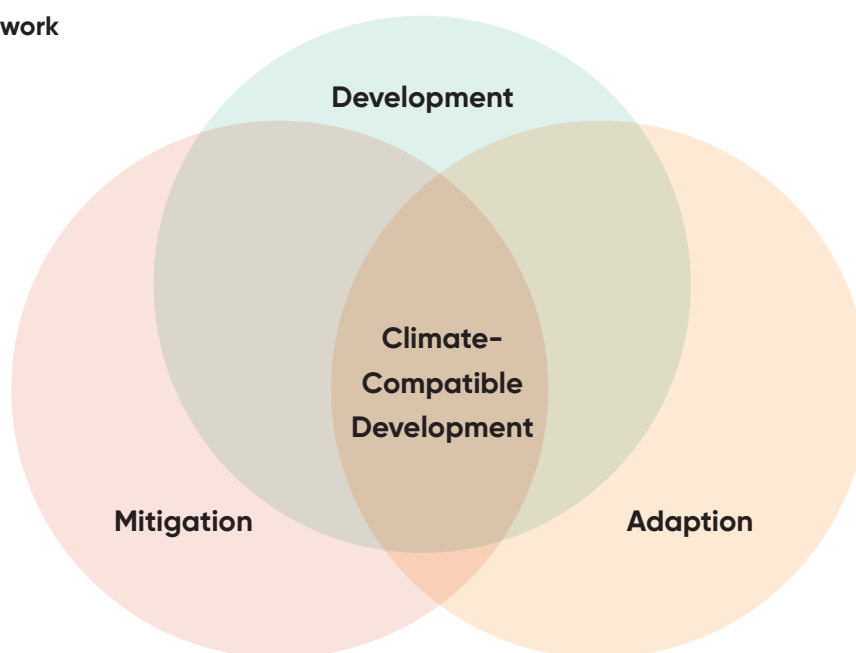 work
Development
Climate-
Compatible
Development
Mitigation
Adaption